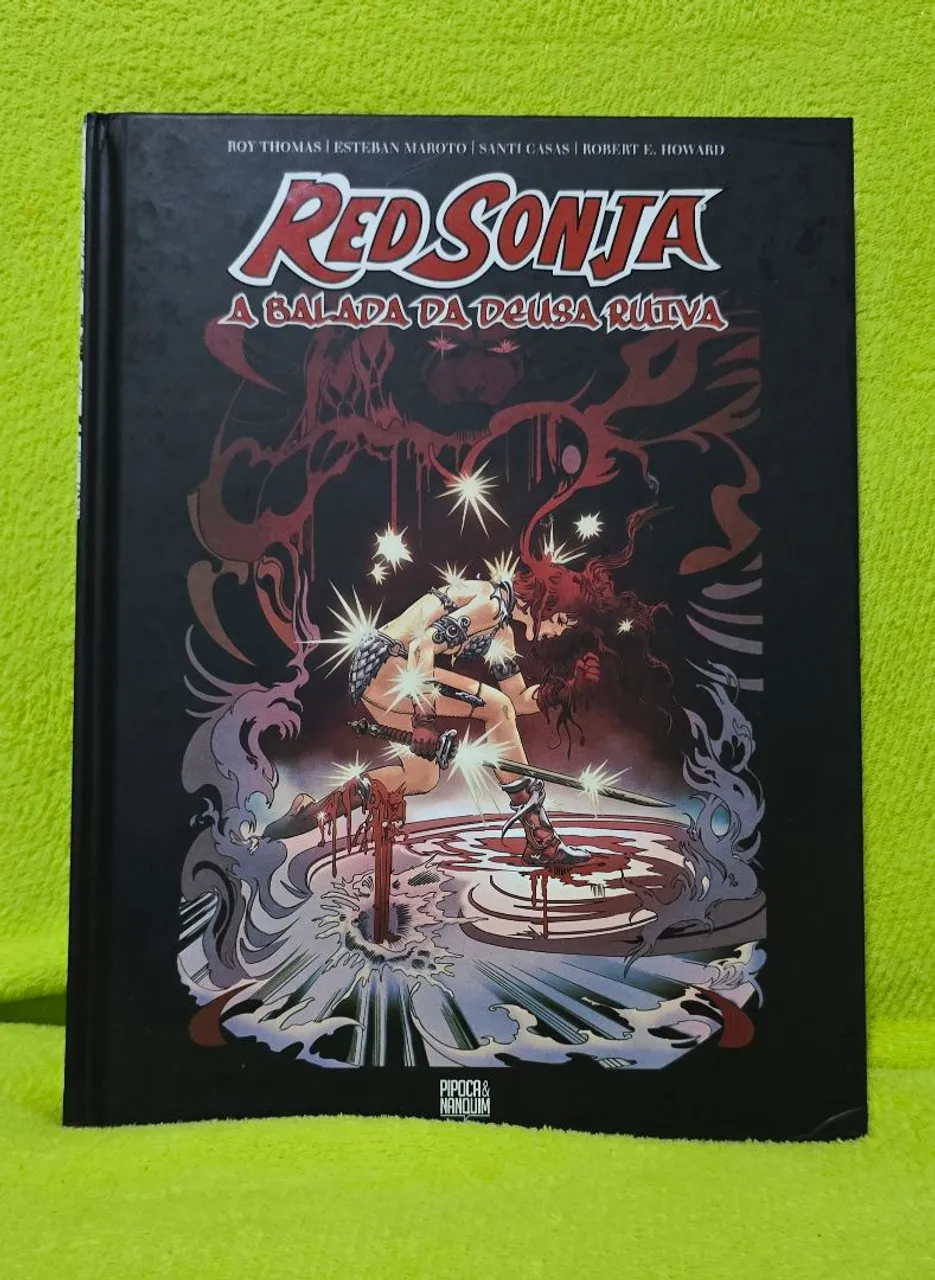 ROY THOMAS | ESTEBAN MAROTO | SANTI CASAS | ROBERT E. HOWARD
RED SONJA
A BALADA DA DEUSA RUIVA
PIPOCA &
NANQUIM